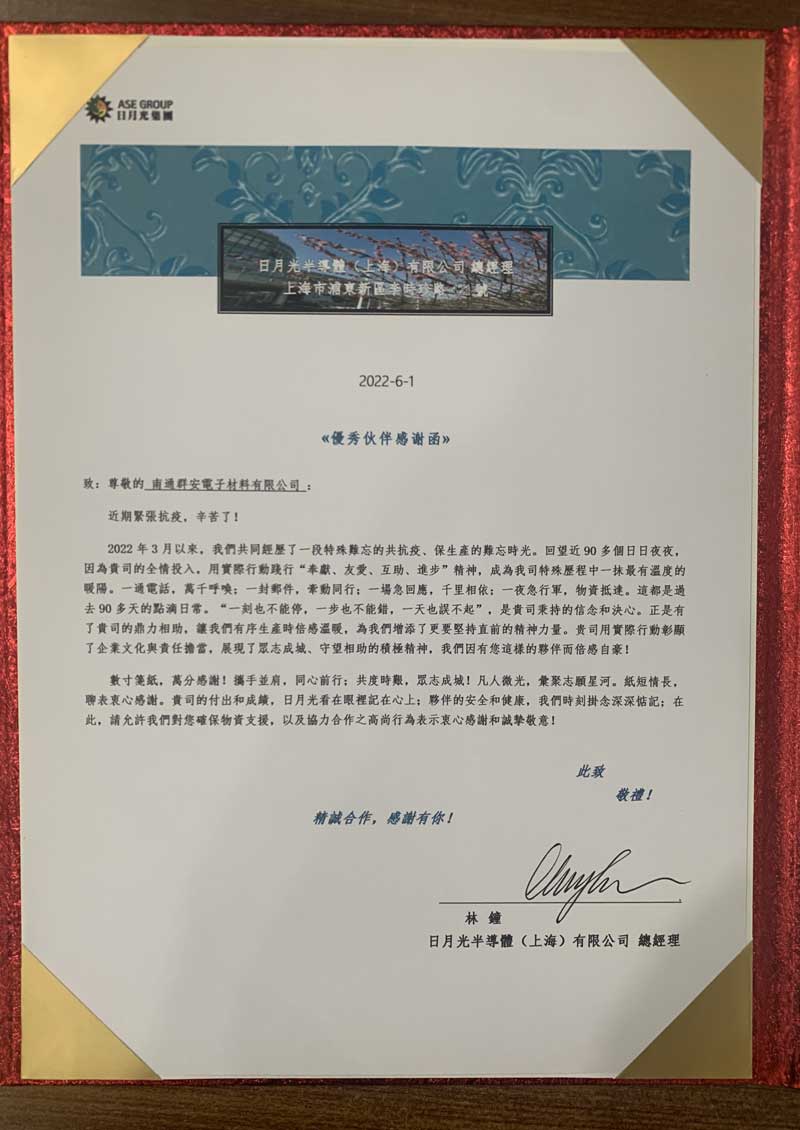 ASE GROUP
日月光集團
日月光半導體（上海）有限公司 總經理
上海市浦東新區李時珍路 號
2022-6-1
«優秀伙伴感谢函»
致：尊敬的 南通群安電子材料有限公司 ：
近期緊張抗疫，辛苦了！
2022 年 3 月以來，我們共同經歷了一段特殊難忘的共抗疫、保生產的難忘時光。回望近 90 多個日日夜夜，
因為貴司的全情投入。用實際行動踐行“奉獻、友愛、互助、進步”精神，成為我司特殊歷程中一抹最有溫度的
暖陽。一通電話，萬千呼喚；一封郵件，牽動同行；一場急回應，千里相依；一夜急行軍，物資抵達。這都是過
去 90 多天的點滴日常。“一刻也不能停，一步也不能錯，一天也誤不起”，是貴司秉持的信念和決心。正是有
了貴司的鼎力相助，讓我們有序生產時倍感溫暖，為我們增添了更要堅持直前的精神力量。貴司用實際行動彰顯
了企業文化與責任擔當，展現了眾志成城、守望相助的積極精神，我們因有您這樣的夥伴而倍感自豪！
數寸箋紙，萬分感謝！攜手並肩，同心前行；共度時艱，眾志成城！凡人微光，彙聚志願星河。紙短情長，
聊表衷心感謝。貴司的付出和成績，日月光看在眼裡記在心上；夥伴的安全和健康，我們時刻掛念深深惦記；在
此，請允許我們對您確保物資支援，以及協力合作之高尚行為表示衷心感謝和誠摯敬意！
此致
敬禮！
精誠合作，感謝有你！
林 鐘
日月光半導體（上海）有限公司 總經理